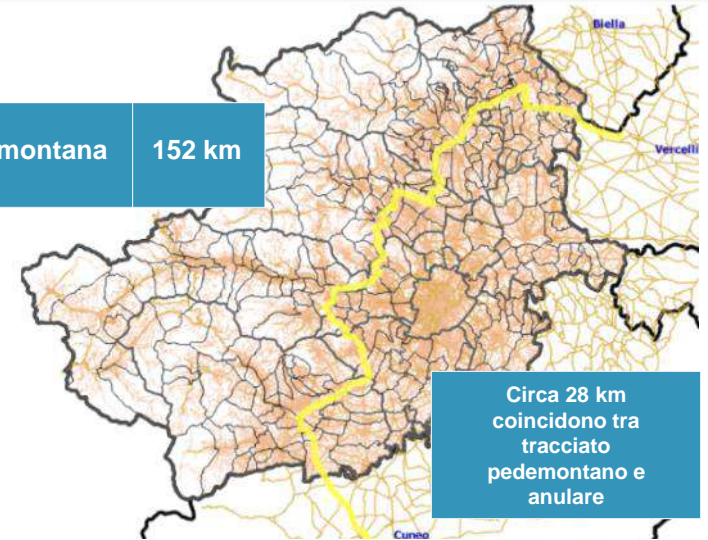 Biella
montana 152 km
Vercelli
Circa 28 km
coincidono tra
tracciato
pedemontano e
anulare
Cuneo